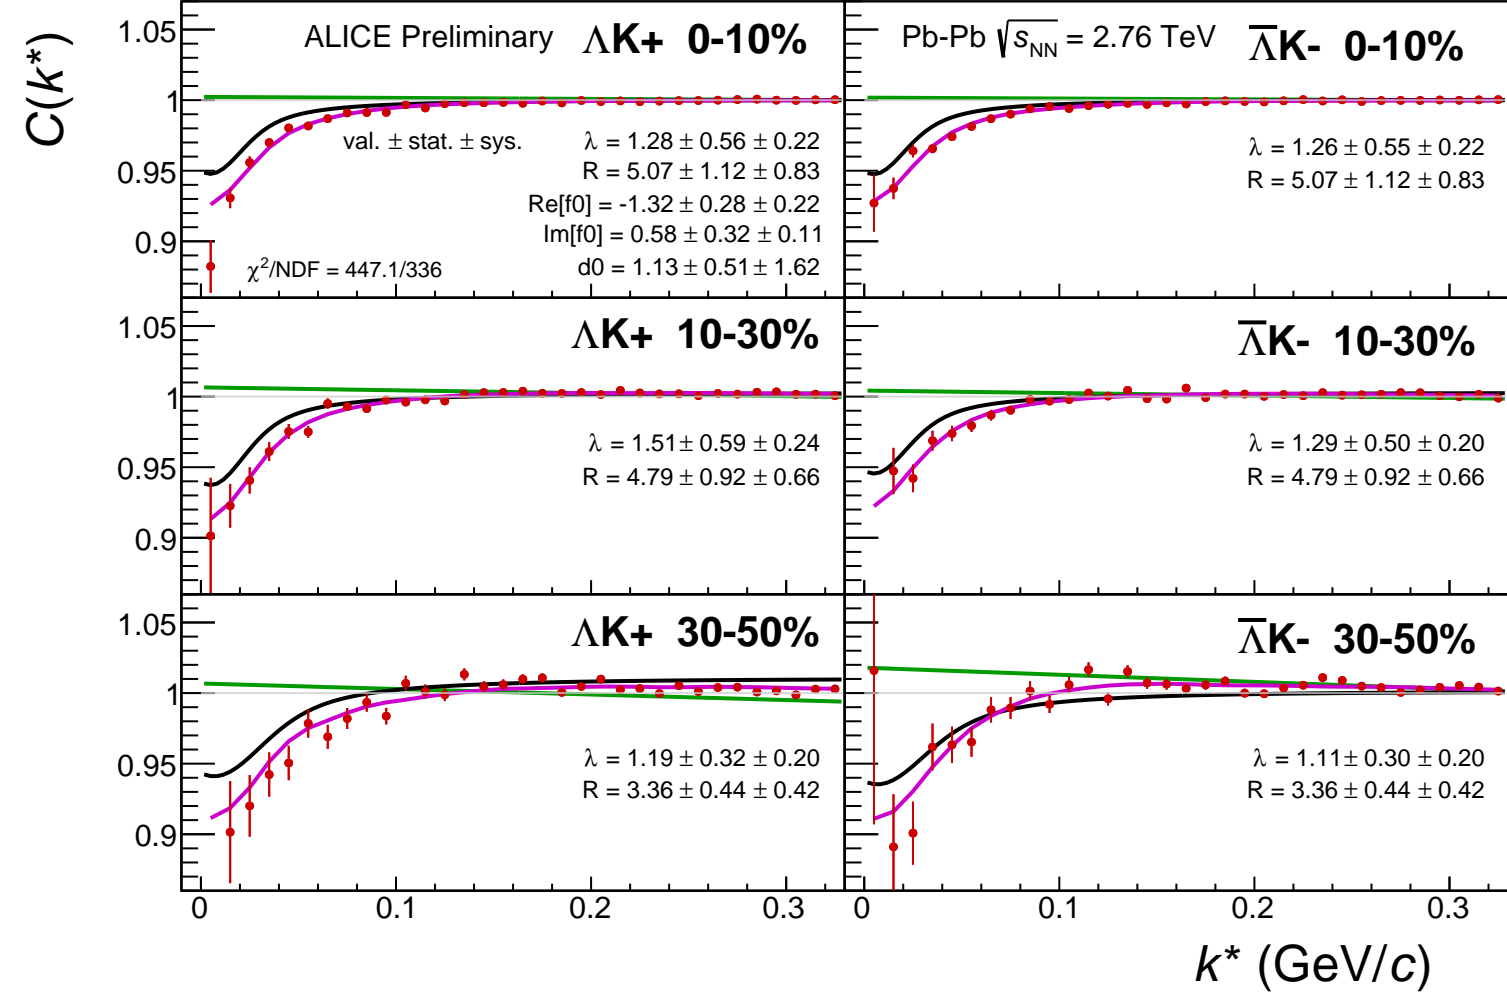 C(k*)
ALICE Preliminary ΛK+ 0-10%
val. ± stat. ± sys.
λ = 1.28 ± 0.56 ± 0.22
R = 5.07 ± 1.12 ± 0.83
Re[f0] = -1.32 ± 0.28 ± 0.22
Im[f0] = 0.58 ± 0.32 ± 0.11
d0 = 1.13 ± 0.51 ± 1.62
χ²/NDF = 447.1/336
1.05
1
0.95
0.9
Pb-Pb √sNN = 2.76 TeV Λ̅K- 0-10%
λ = 1.26 ± 0.55 ± 0.22
R = 5.07 ± 1.12 ± 0.83
ΛK+ 10-30%
λ = 1.51 ± 0.59 ± 0.24
R = 4.79 ± 0.92 ± 0.66
1.05
1
0.95
0.9
Λ̅K- 10-30%
λ = 1.29 ± 0.50 ± 0.20
R = 4.79 ± 0.92 ± 0.66
ΛK+ 30-50%
λ = 1.19 ± 0.32 ± 0.20
R = 3.36 ± 0.44 ± 0.42
1.05
1
0.95
0.9
Λ̅K- 30-50%
λ = 1.11 ± 0.30 ± 0.20
R = 3.36 ± 0.44 ± 0.42
0 0.1 0.2 0.3 0 0.1 0.2 0.3
k* (GeV/c)